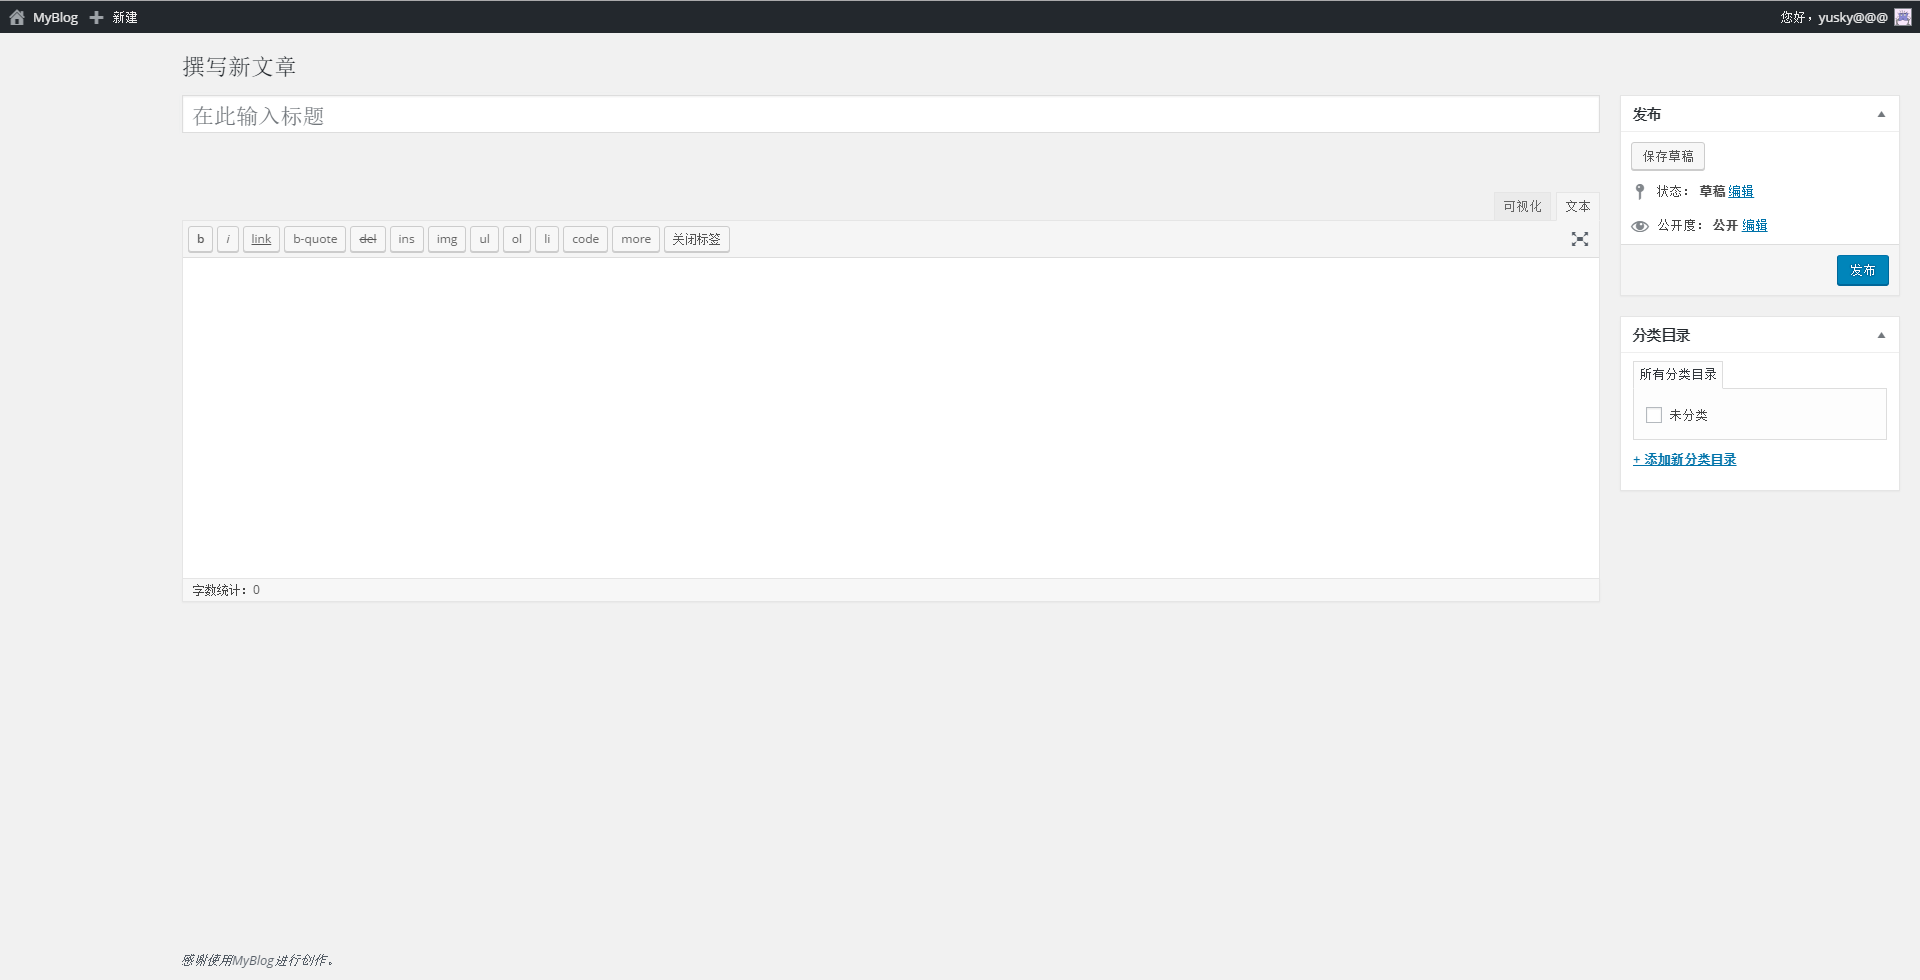 MyBlog 新建 您好，yusky@@@
撰写新文章
在此输入标题
可视化 文本
b i link b-quote del ins img ul ol li code more 关闭标签
字数统计：0
发布
保存草稿
状态：草稿 编辑
公开度：公开 编辑
发布
分类目录
所有分类目录
未分类
+ 添加新分类目录
感谢使用MyBlog进行创作。